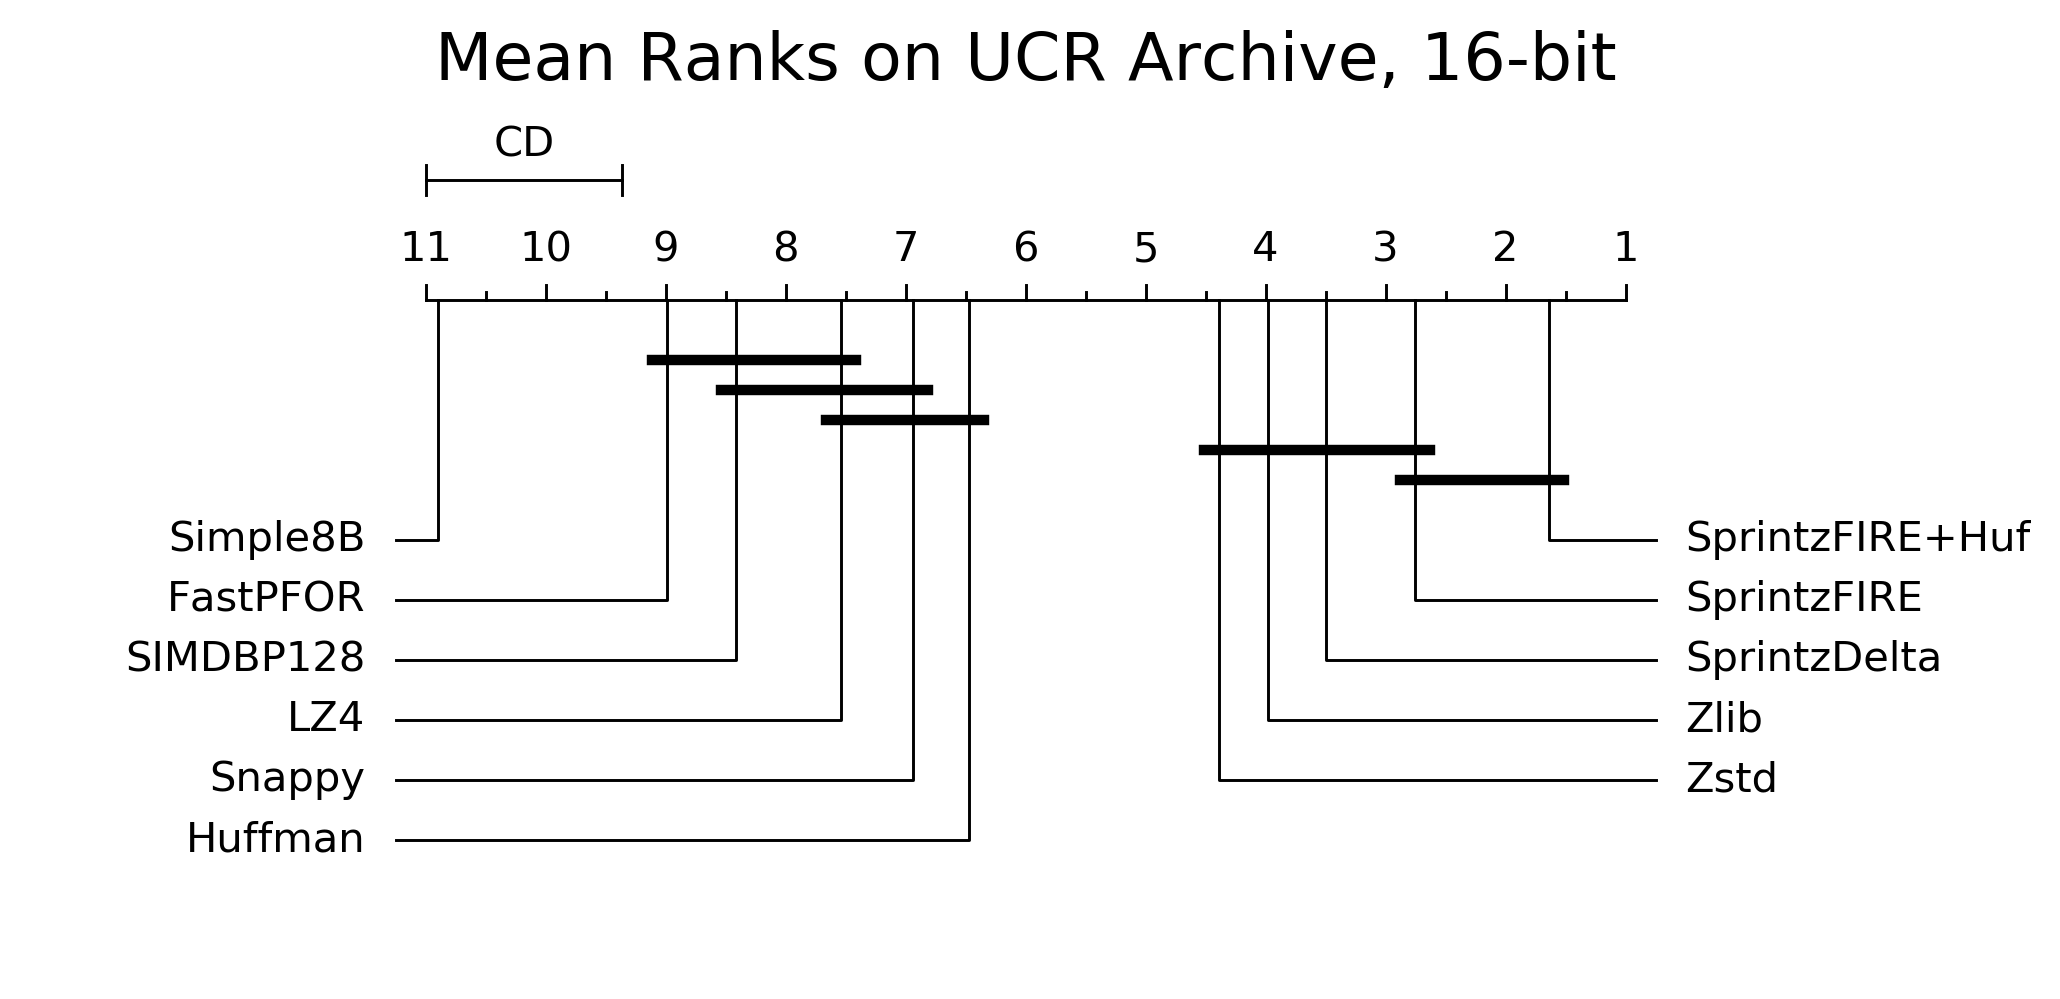 Mean Ranks on UCR Archive, 16-bit
CD
11 10 9 8 7 6 5 4 3 2 1
Simple8B
FastPFOR
SIMDBP128
LZ4
Snappy
Huffman
SprintzFIRE+Huf
SprintzFIRE
SprintzDelta
Zlib
Zstd